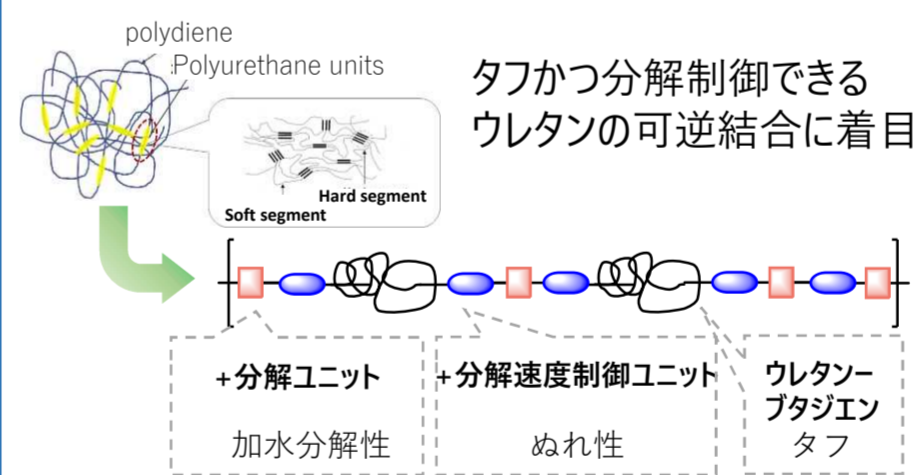 polydiene
Polyurethane units
タフかつ分解制御できる
ウレタンの可逆結合に着目
Hard segment
Soft segment
+分解ユニット
加水分解性
+分解速度制御ユニット
ぬれ性
ウレタンー
ブタジエン
タフ